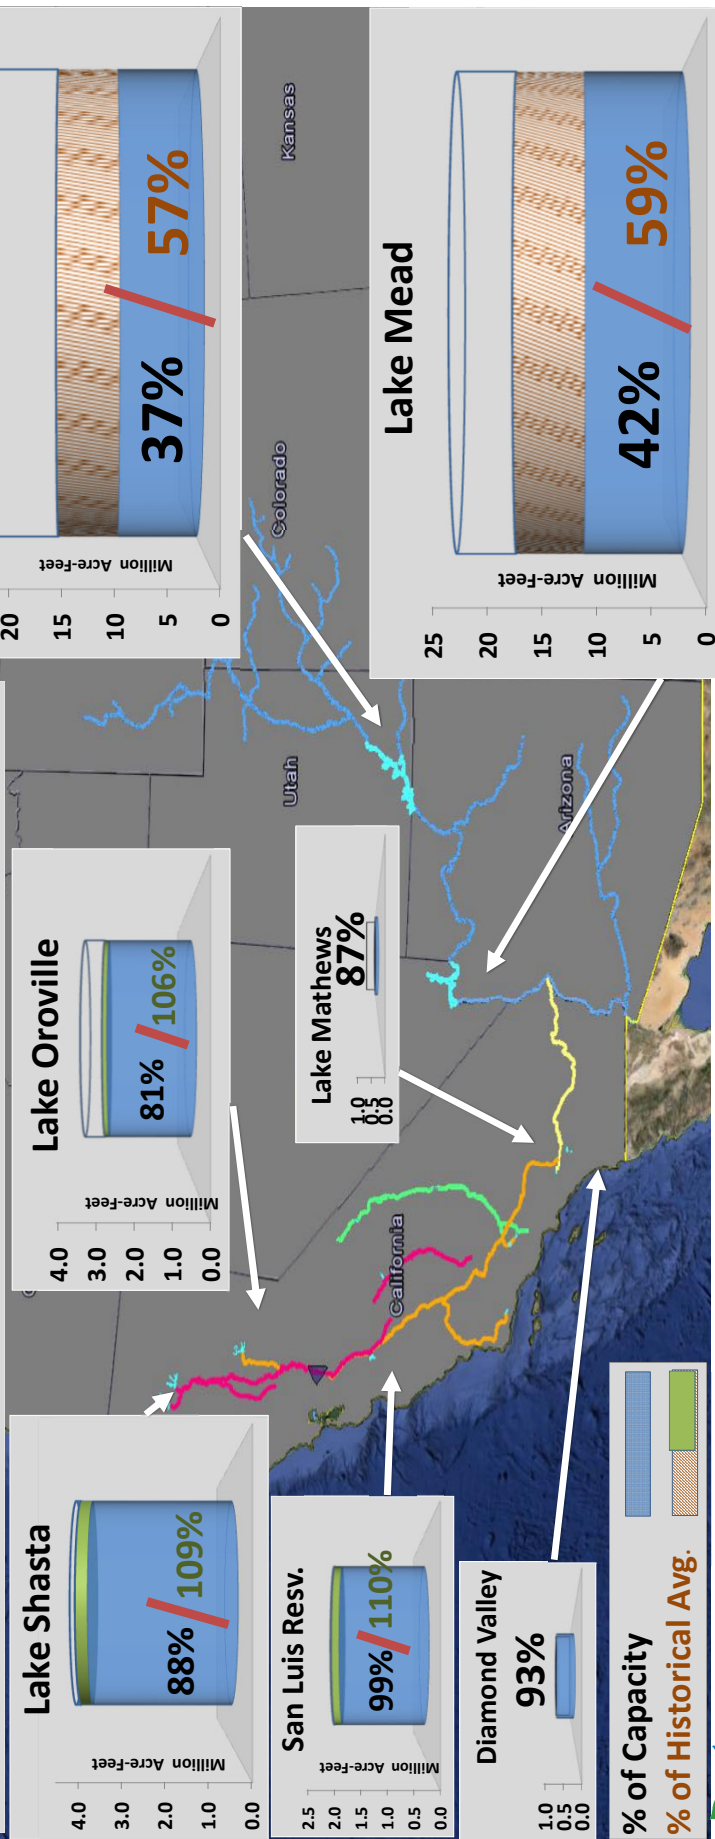 Lake Shasta
4.0
3.0
2.0
1.0
0.0
Million Acre-Feet
88%
109%
San Luis Resv.
2.5
2.0
1.5
1.0
0.5
0.0
Million Acre-Feet
99%
110%
Diamond Valley
1.0
0.5
0.0
93%
% of Capacity
% of Historical Avg.
Lake Oroville
4.0
3.0
2.0
1.0
0.0
Million Acre-Feet
81%
106%
Lake Mathews
1.0
0.5
0.0
87%
California
Utah
Arizona
Colorado
Kansas
20
15
10
5
0
Million Acre-Feet
37%
57%
Lake Mead
25
20
15
10
5
0
Million Acre-Feet
42%
59%